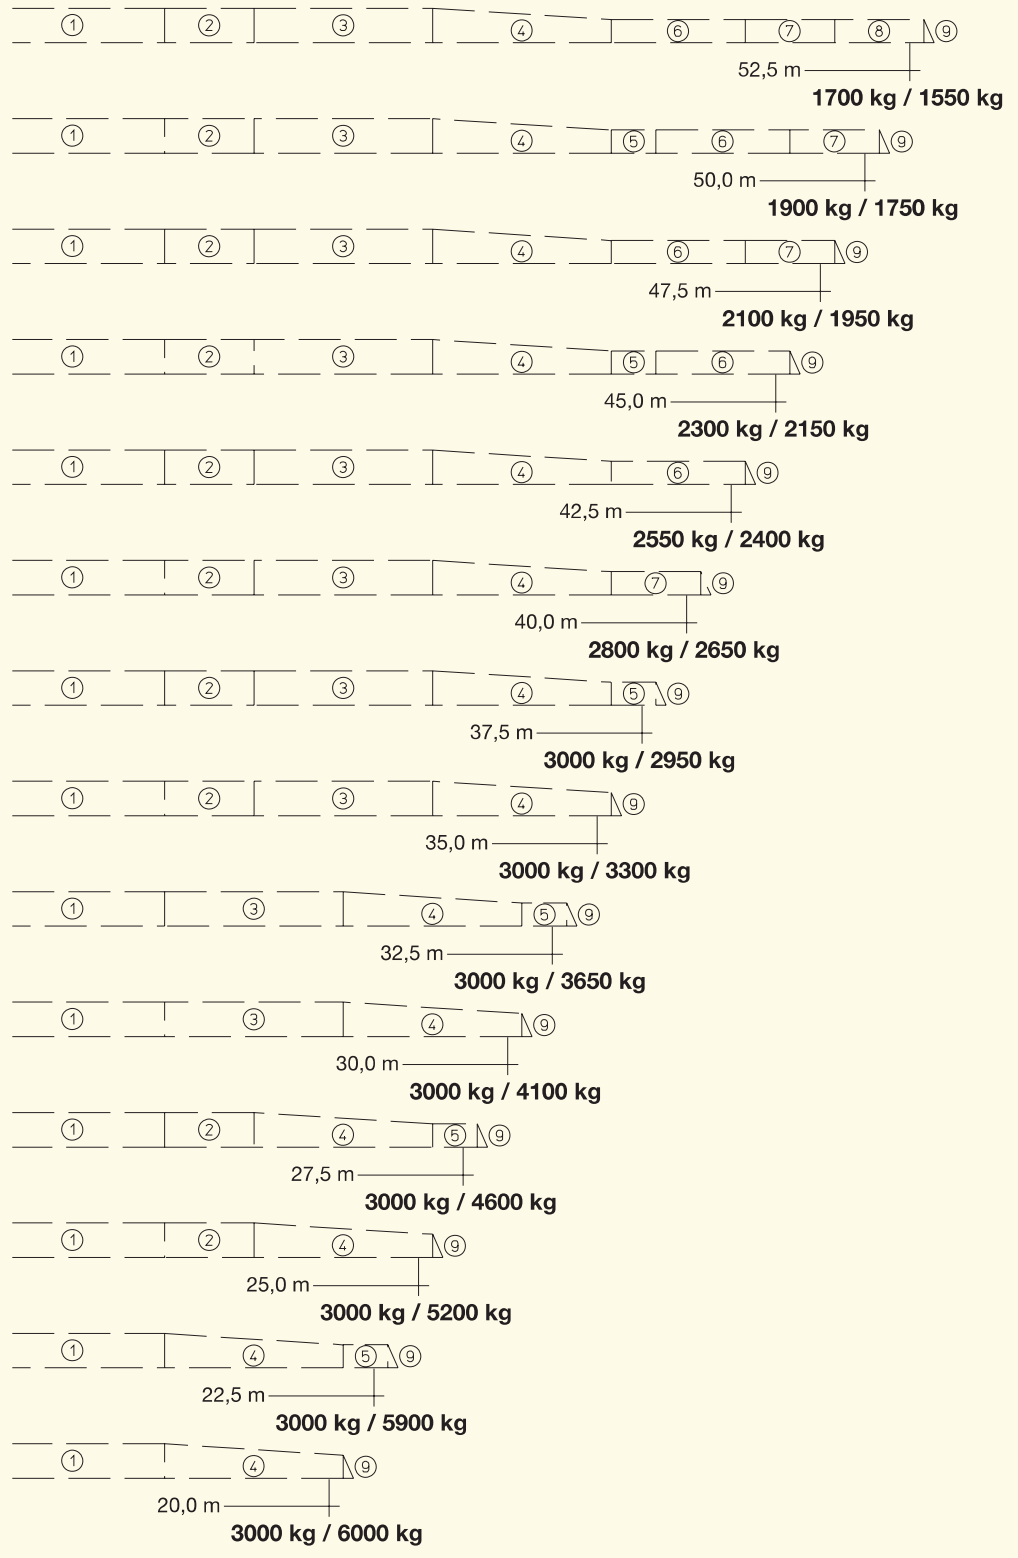 ① ② ③ ④ ⑥ ⑦ ⑧ ⑨
52,5 m
1700 kg / 1550 kg
① ② ③ ④ ⑤ ⑥ ⑦ ⑨
50,0 m
1900 kg / 1750 kg
① ② ③ ④ ⑥ ⑦ ⑨
47,5 m
2100 kg / 1950 kg
① ② ③ ④ ⑤ ⑥ ⑨
45,0 m
2300 kg / 2150 kg
① ② ③ ④ ⑥ ⑨
42,5 m
2550 kg / 2400 kg
① ② ③ ④ ⑦ ⑨
40,0 m
2800 kg / 2650 kg
① ② ③ ④ ⑤ ⑨
37,5 m
3000 kg / 2950 kg
① ② ③ ④ ⑨
35,0 m
3000 kg / 3300 kg
① ③ ④ ⑤ ⑨
32,5 m
3000 kg / 3650 kg
① ③ ④ ⑨
30,0 m
3000 kg / 4100 kg
① ② ④ ⑤ ⑨
27,5 m
3000 kg / 4600 kg
① ② ④ ⑨
25,0 m
3000 kg / 5200 kg
① ④ ⑤ ⑨
22,5 m
3000 kg / 5900 kg
① ④ ⑨
20,0 m
3000 kg / 6000 kg